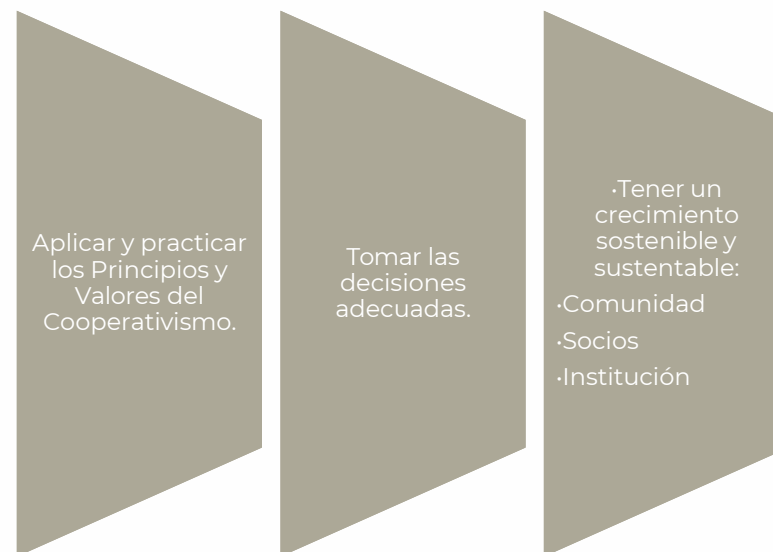 Aplicar y practicar
los Principios y
Valores del
Cooperativismo.
Tomar las
decisiones
adecuadas.
•Tener un
crecimiento
sostenible y
sustentable:
•Comunidad
•Socios
•Institución